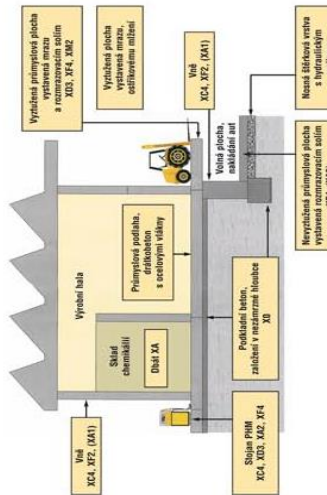 Vně
XC4, XF2, (XA1)
Výrobní hala
Vyztužená průmyslová plocha
vystavená mrazu
a rozmrazovacím solím
XD3, XF4, XM2
Vyztužená plocha
vystavená mrazu,
ostřikovému mlžení
Sklad
chemikálií
Dbát XA
Průmyslová podlaha,
drátkobeton
s ocelovými vlákny
Vně
XC4, XF2, (XA1)
Volná plocha,
nakládání aut
Stojan PHM
XC4, XD3, XA2, XF4
Podkladní beton,
založení v nezámrzné hloubce
X0
Nevyztužená průmyslová plocha
vystavená rozmrazovacím solím
Nosná štěrková vrstva
s hydraulickým